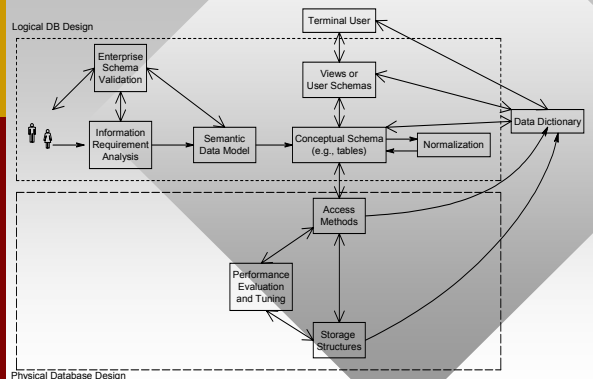 Logical DB Design
Terminal User
Enterprise
Schema
Validation
Views or
User Schemas
Data Dictionary
Information
Requirement
Analysis
Semantic
Data Model
Conceptual Schema
(e.g., tables)
Normalization
Access
Methods
Performance
Evaluation
and Tuning
Storage
Structures
Physical Database Design